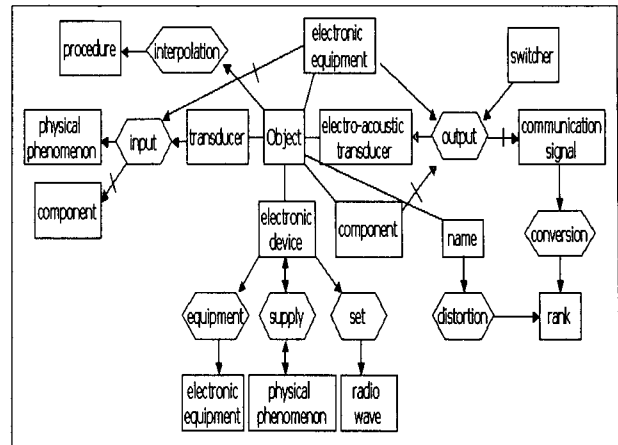 electronic
equipment
procedure
interpolation
switcher
physical
phenomenon
input
transducer
Object
electro-acoustic
transducer
output
communication
signal
component
electronic
device
component
name
conversion
equipment
supply
set
distortion
rank
electronic
equipment
physical
phenomenon
radio
wave